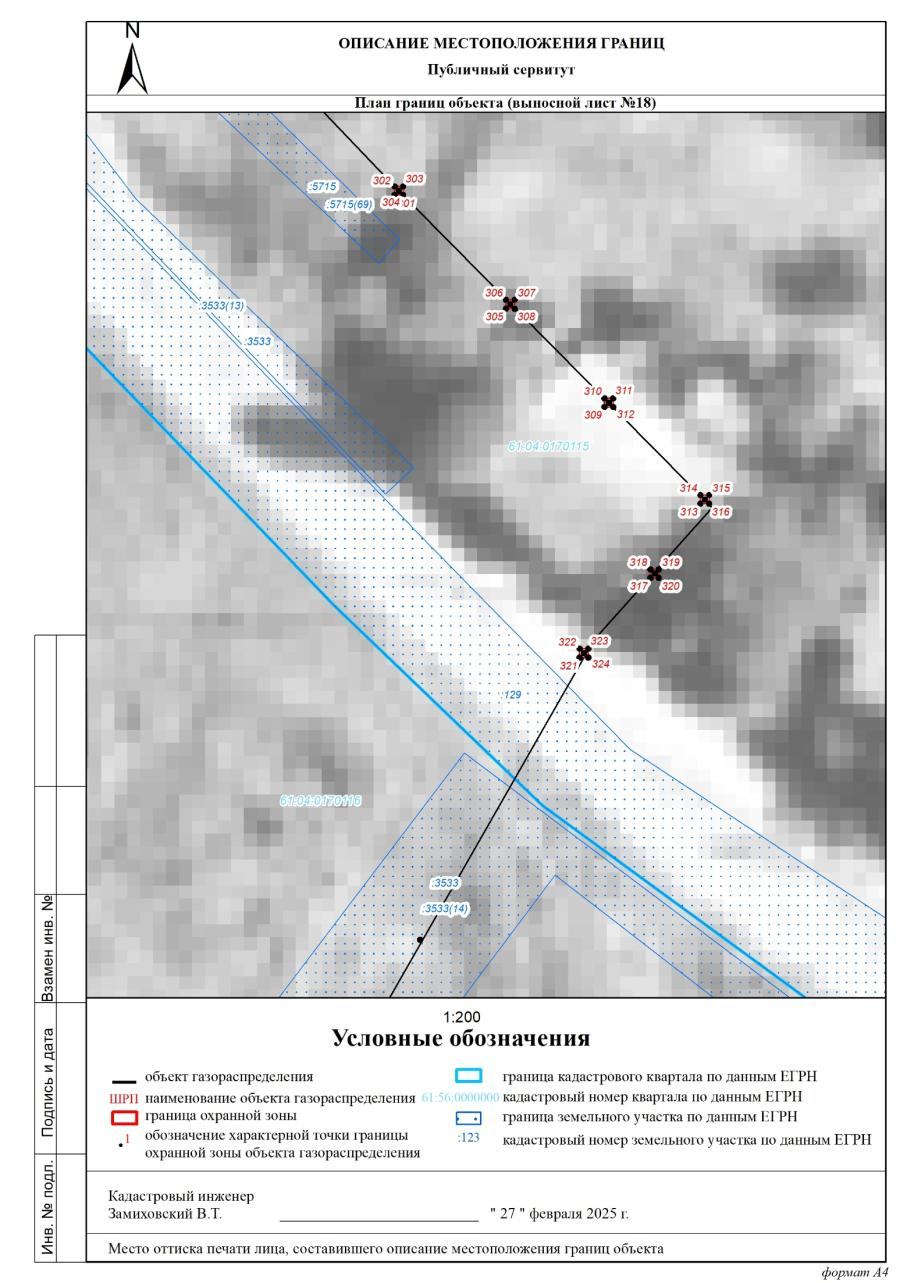 N
ОПИСАНИЕ МЕСТОПОЛОЖЕНИЯ ГРАНИЦ
Публичный сервитут
План границ объекта (выносной лист №18)
302 303
:5715
:5715(69) 304 :01
306 307
305 308
:3533(13)
:3533
310 311
309 312
61:04:0170115
314 315
313 316
318 319
317 320
322 323
321 324
:129
61:04:0170116
:3533
:3533(14)
1:200
Условные обозначения
объект газораспределения
ШРП наименование объекта газораспределения
граница охранной зоны
1 обозначение характерной точки границы
охранной зоны объекта газораспределения
граница кадастрового квартала по данным ЕГРН
61:56:0000000 кадастровый номер квартала по данным ЕГРН
граница земельного участка по данным ЕГРН
:123 кадастровый номер земельного участка по данным ЕГРН
Кадастровый инженер
Замиховский В.Т. " 27 " февраля 2025 г.
Место оттиска печати лица, составившего описание местоположения границ объекта
формат А4
Взамен инв. №
Подпись и дата
Инв. № подл.